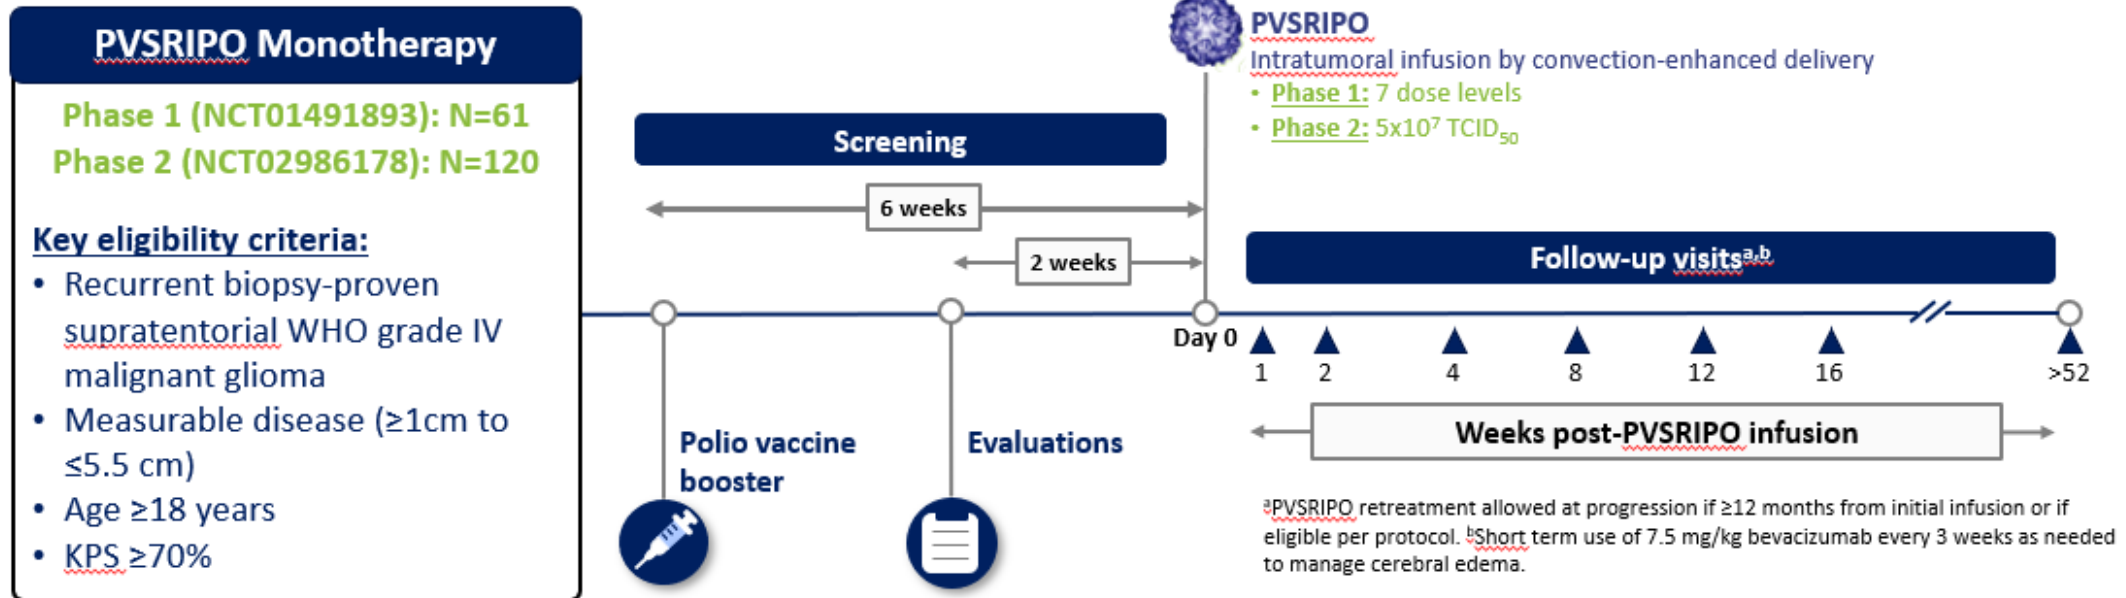 PVSRIPO Monotherapy
Phase 1 (NCT01491893): N=61
Phase 2 (NCT02986178): N=120
Key eligibility criteria:
• Recurrent biopsy-proven
supratentorial WHO grade IV
malignant glioma
• Measurable disease (≥1cm to
≤5.5 cm)
• Age ≥18 years
• KPS ≥70%
Screening
6 weeks
2 weeks
Polio vaccine
booster
Evaluations
PVSRIPO
Intratumoral infusion by convection-enhanced delivery
• Phase 1: 7 dose levels
• Phase 2: 5x10⁷ TCID₅₀
Follow-up visitsᵃ,ᵇ
Day 0
1 2 4 8 12 16 >52
Weeks post-PVSRIPO infusion
ᵃPVSRIPO retreatment allowed at progression if ≥12 months from initial infusion or if
eligible per protocol. ᵇShort term use of 7.5 mg/kg bevacizumab every 3 weeks as needed
to manage cerebral edema.